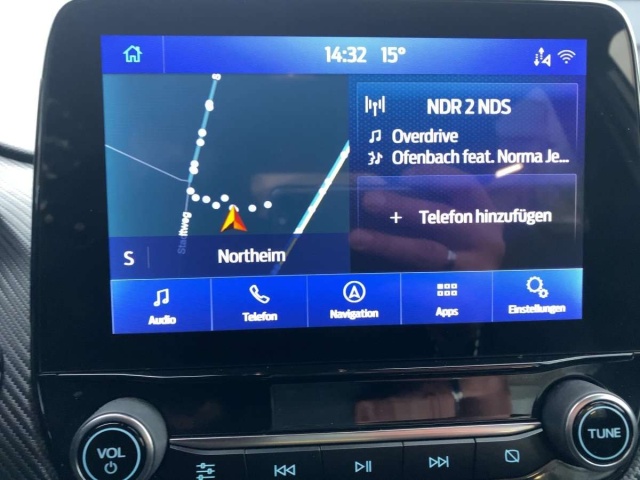 14:32 15°
NDR 2 NDS
Overdrive
Ofenbach feat. Norma Je...
+ Telefon hinzufügen
Stadtweg
S Northeim
Audio Telefon Navigation Apps Einstellungen
VOL
TUNE